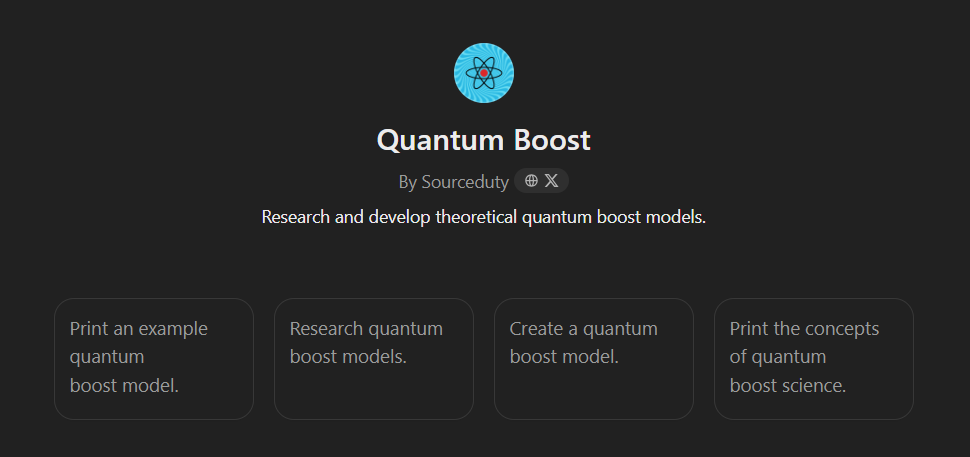 Quantum Boost
By Sourceduty
Research and develop theoretical quantum boost models.
Print an example
quantum
boost model.
Research quantum
boost models.
Create a quantum
boost model.
Print the concepts
of quantum
boost science.